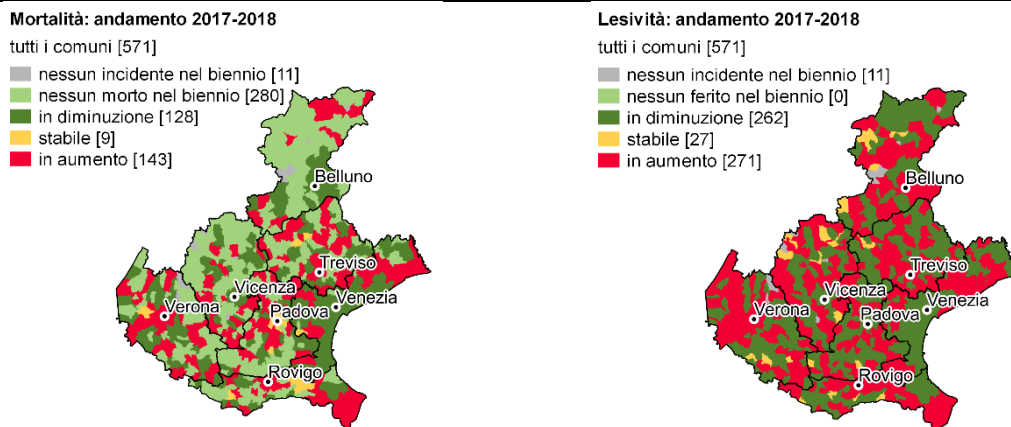 Mortalità: andamento 2017-2018
tutti i comuni [571]
nessun incidente nel biennio [11]
nessun morto nel biennio [280]
in diminuzione [128]
stabile [9]
in aumento [143]
Belluno
Treviso
Vicenza
Venezia
Verona
Padova
Rovigo
Lesività: andamento 2017-2018
tutti i comuni [571]
nessun incidente nel biennio [11]
nessun ferito nel biennio [0]
in diminuzione [262]
stabile [27]
in aumento [271]
Belluno
Treviso
Vicenza
Venezia
Verona
Padova
Rovigo